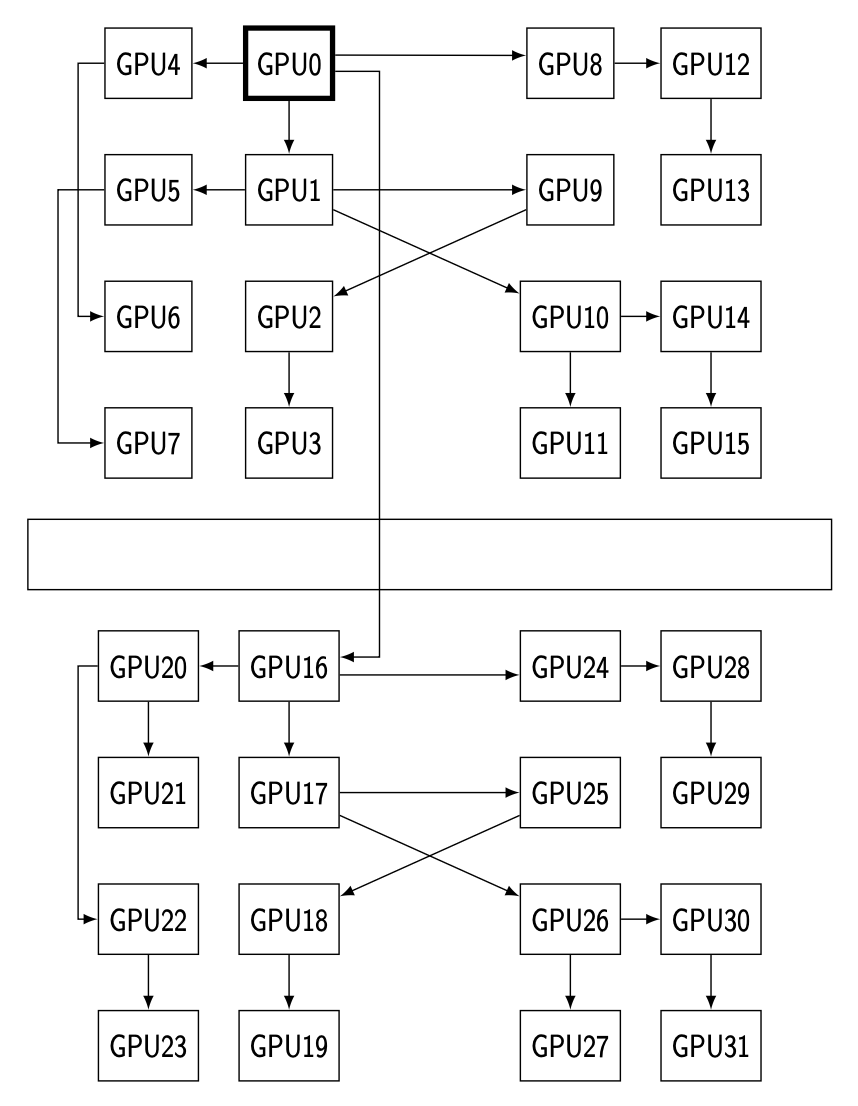 GPU4 GPU0 GPU8 GPU12
GPU5 GPU1 GPU9 GPU13
GPU6 GPU2 GPU10 GPU14
GPU7 GPU3 GPU11 GPU15
GPU20 GPU16 GPU24 GPU28
GPU21 GPU17 GPU25 GPU29
GPU22 GPU18 GPU26 GPU30
GPU23 GPU19 GPU27 GPU31